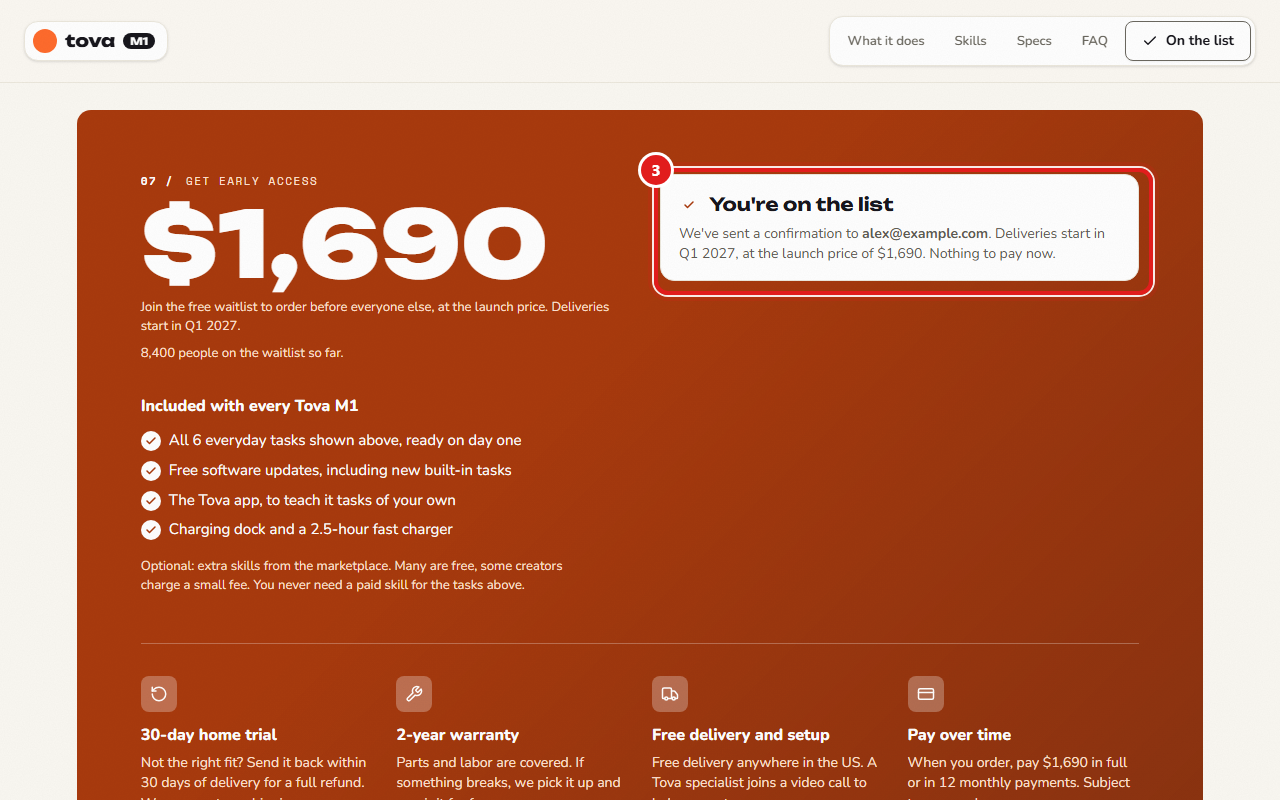 tova M1
What it does Skills Specs FAQ On the list
07 / GET EARLY ACCESS
$1,690
Join the free waitlist to order before everyone else, at the launch price. Deliveries
start in Q1 2027.
8,400 people on the waitlist so far.
Included with every Tova M1
All 6 everyday tasks shown above, ready on day one
Free software updates, including new built-in tasks
The Tova app, to teach it tasks of your own
Charging dock and a 2.5-hour fast charger
Optional: extra skills from the marketplace. Many are free, some creators
charge a small fee. You never need a paid skill for the tasks above.
3
You're on the list
We've sent a confirmation to alex@example.com. Deliveries start in
Q1 2027, at the launch price of $1,690. Nothing to pay now.
30-day home trial
Not the right fit? Send it back within
30 days of delivery for a full refund.
2-year warranty
Parts and labor are covered. If
something breaks, we pick it up and
Free delivery and setup
Free delivery anywhere in the US. A
Tova specialist joins a video call to
Pay over time
When you order, pay $1,690 in full
or in 12 monthly payments. Subject